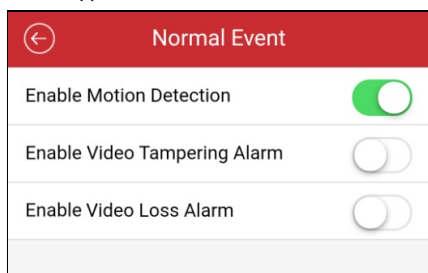 Normal Event
Enable Motion Detection
Enable Video Tampering Alarm
Enable Video Loss Alarm